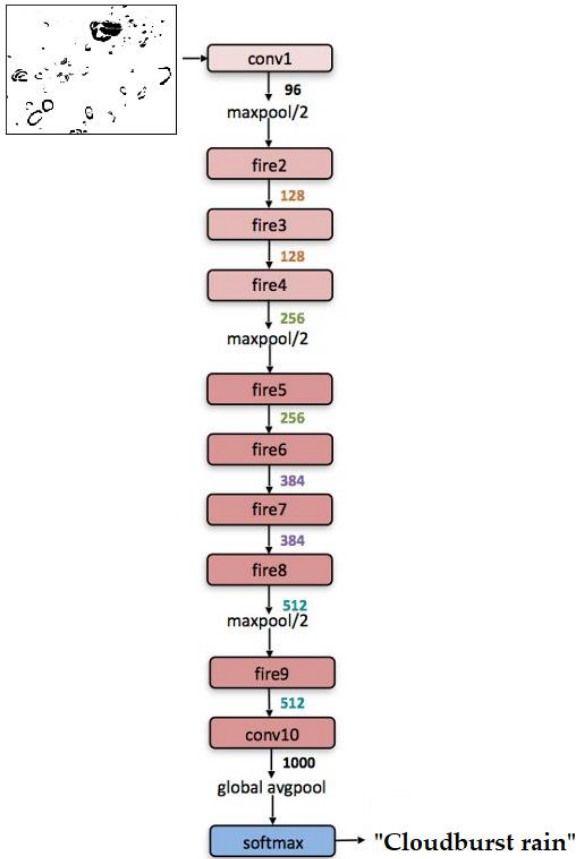 conv1
96
maxpool/2
fire2
128
fire3
128
fire4
256
maxpool/2
fire5
256
fire6
384
fire7
384
fire8
512
maxpool/2
fire9
512
conv10
1000
global avgpool
softmax
"Cloudburst rain"